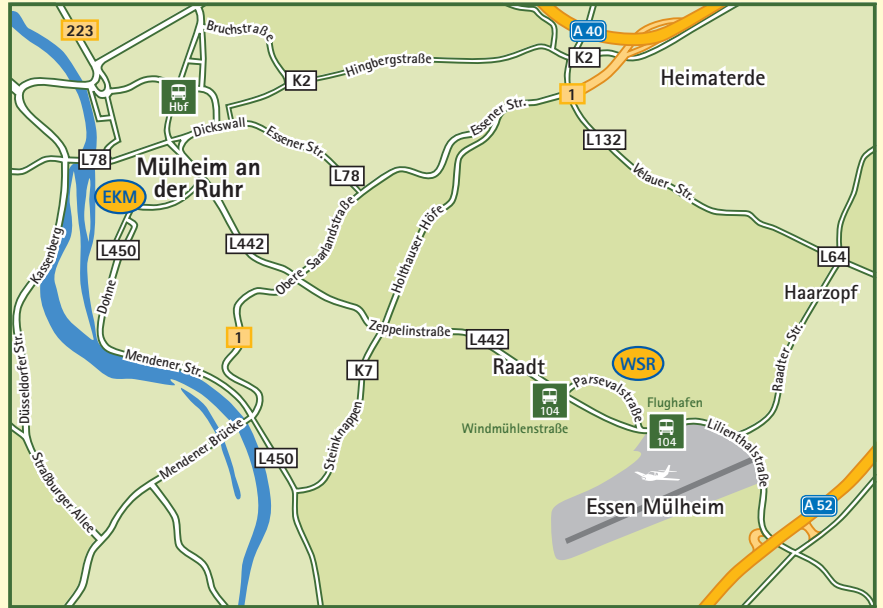 223
Bruchstraße
A 40
K2
K2
Hingbergstraße
Heimaterde
Hbf
1
Essener Str.
Dickswall
Essener Str.
L132
L78
L78
Mülheim an
der Ruhr
Velauer-Str.
EKM
Kassenberg
L450
L442
Obere-Saarlandstraße
Holthauser-Höfe
L64
Haarzopf
Dohne
Zeppelinstraße
L442
1
Raadter-Str.
Mendener Str.
K7
Raadt
WSR
Parsevalstraße
Düsseldorfer Str.
104
Flughafen
104
Windmühlenstraße
Lilienthalstraße
Steinknappen
Mendener Brücke
L450
Straßburger Allee
Essen Mülheim
A 52